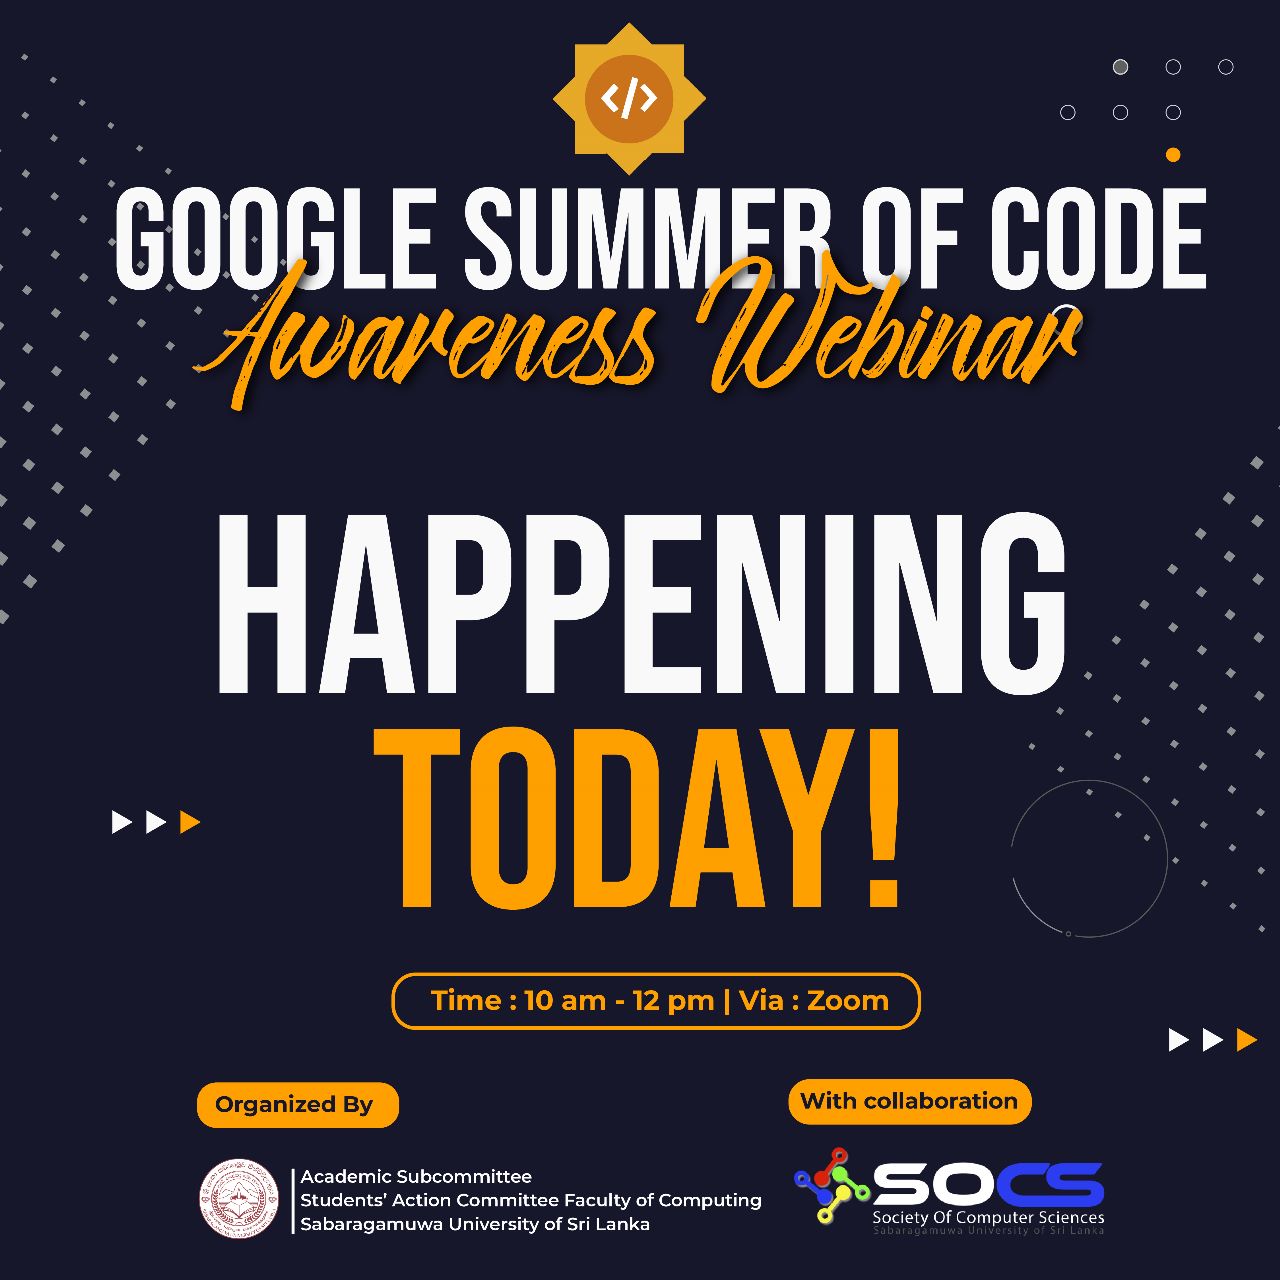 </>
GOOGLE SUMMER OF CODE
Awareness Webinar
HAPPENING
TODAY!
Time : 10 am - 12 pm | Via : Zoom
Organized By
With collaboration
Academic Subcommittee
Students' Action Committee Faculty of Computing
Sabaragamuwa University of Sri Lanka
SOCS
Society Of Computer Sciences
Sabaragamuwa University of Sri Lanka